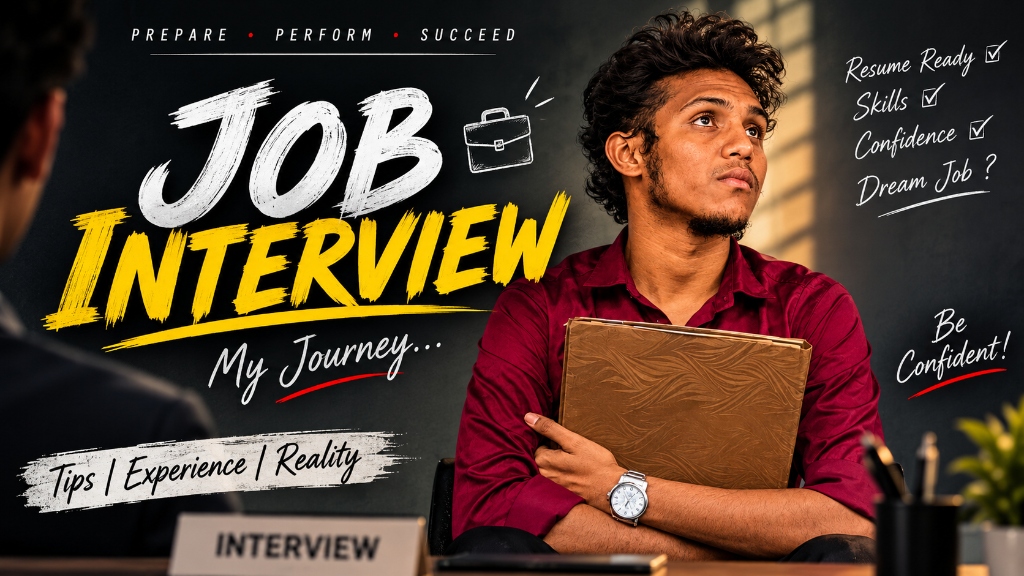 PREPARE • PERFORM • SUCCEED
JOB
INTERVIEW
My Journey...
Tips | Experience | Reality
INTERVIEW
Resume Ready ☑
Skills ☑
Confidence ☑
Dream Job ?
Be
Confident!